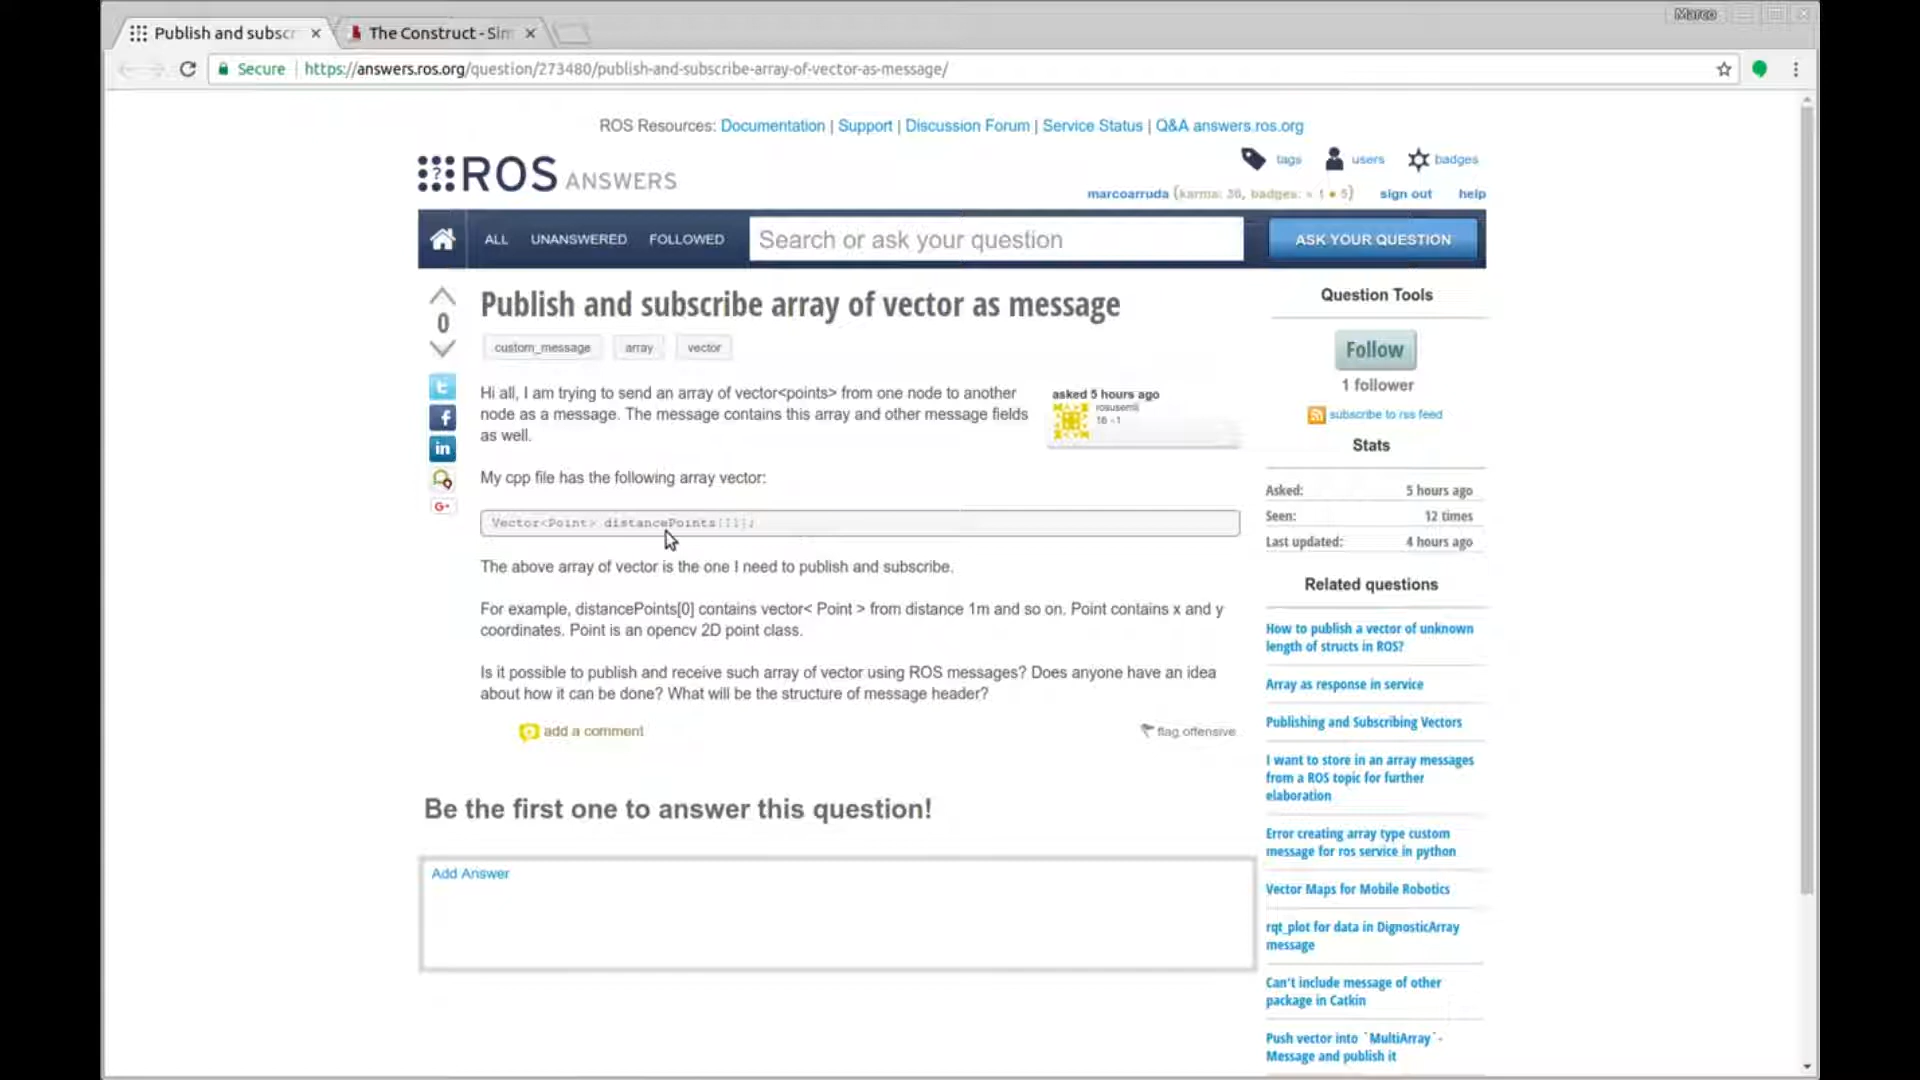 Marco
Publish and subscr
The Construct - Sim
Secure
https://answers.ros.org/question/273480/publish-and-subscribe-array-of-vector-as-message/
ROS Resources: Documentation | Support | Discussion Forum | Service Status | Q&A answers.ros.org
?ROS ANSWERS
tags users badges
marcoarruda (karma: 36, badges: 1 5) sign out help
ALL UNANSWERED FOLLOWED Search or ask your question ASK YOUR QUESTION
0
Publish and subscribe array of vector as message
custom_message array vector
Hi all, I am trying to send an array of vector<points> from one node to another
node as a message. The message contains this array and other message fields
as well.
asked 5 hours ago
rosusernli
16
My cpp file has the following array vector:
Vector<Point> distancePoints[11];
The above array of vector is the one I need to publish and subscribe.
For example, distancePoints[0] contains vector< Point > from distance 1m and so on. Point contains x and y
coordinates. Point is an opencv 2D point class.
Is it possible to publish and receive such array of vector using ROS messages? Does anyone have an idea
about how it can be done? What will be the structure of message header?
add a comment
flag offensive
Be the first one to answer this question!
Add Answer
t
f
in
G+
Question Tools
Follow
1 follower
subscribe to rss feed
Stats
Asked: 5 hours ago
Seen: 12 times
Last updated: 4 hours ago
Related questions
How to publish a vector of unknown
length of structs in ROS?
Array as response in service
Publishing and Subscribing Vectors
I want to store in an array messages
from a ROS topic for further
elaboration
Error creating array type custom
message for ros service in python
Vector Maps for Mobile Robotics
rqt_plot for data in DignosticArray
message
Can't include message of other
package in Catkin
Push vector into `MultiArray`-
Message and publish it